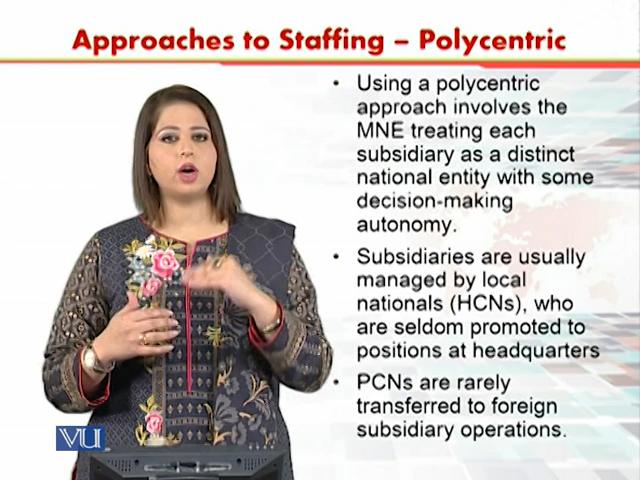 Approaches to Staffing – Polycentric
• Using a polycentric
approach involves the
MNE treating each
subsidiary as a distinct
national entity with some
decision-making
autonomy.
• Subsidiaries are usually
managed by local
nationals (HCNs), who
are seldom promoted to
positions at headquarters
• PCNs are rarely
transferred to foreign
subsidiary operations.
VU